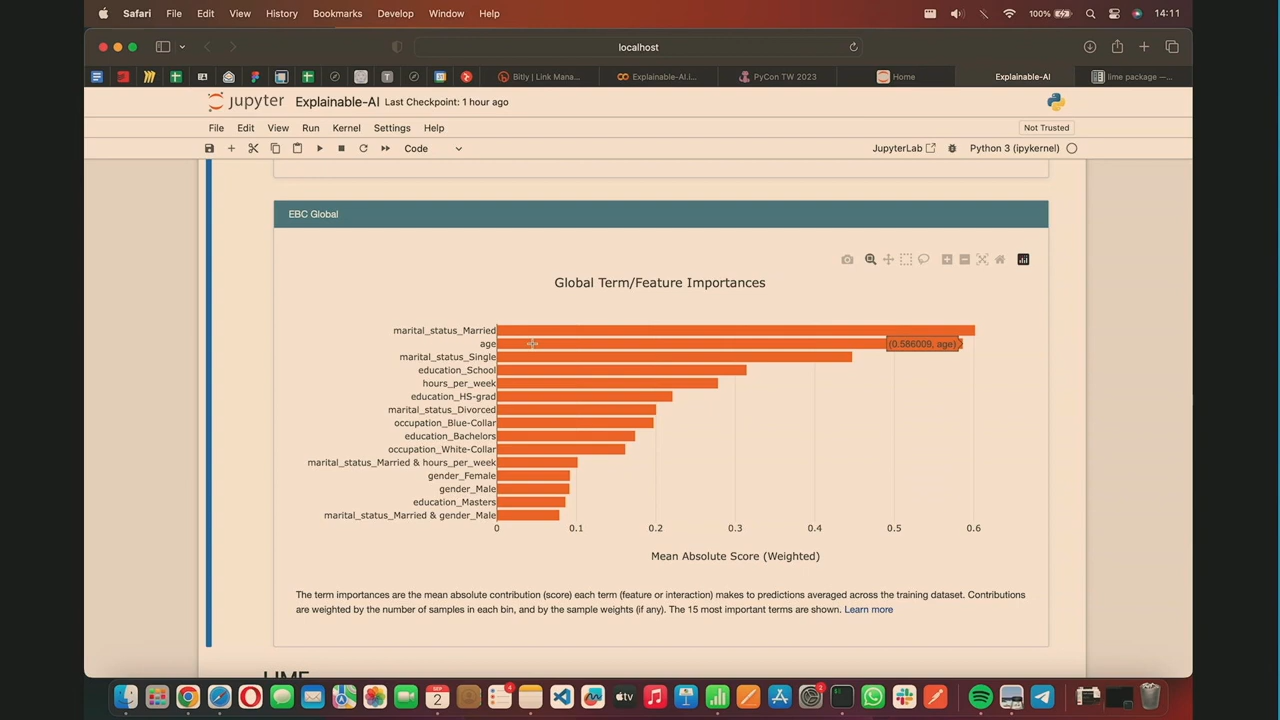 Safari File Edit View History Bookmarks Develop Window Help 100% 14:11
localhost
Bitly | Link Mana... Explainable-AI.i... PyCon TW 2023 Home Explainable-AI lime package —...
jupyter Explainable-AI Last Checkpoint: 1 hour ago
File Edit View Run Kernel Settings Help Not Trusted
Code JupyterLab Python 3 (ipykernel)
EBC Global
Global Term/Feature Importances
marital_status_Married
age (0.586009, age)
marital_status_Single
education_School
hours_per_week
education_HS-grad
marital_status_Divorced
occupation_Blue-Collar
education_Bachelors
occupation_White-Collar
marital_status_Married & hours_per_week
gender_Female
gender_Male
education_Masters
marital_status_Married & gender_Male
0 0.1 0.2 0.3 0.4 0.5 0.6
Mean Absolute Score (Weighted)
The term importances are the mean absolute contribution (score) each term (feature or interaction) makes to predictions averaged across the training dataset. Contributions
are weighted by the number of samples in each bin, and by the sample weights (if any). The 15 most important terms are shown. Learn more
LIME